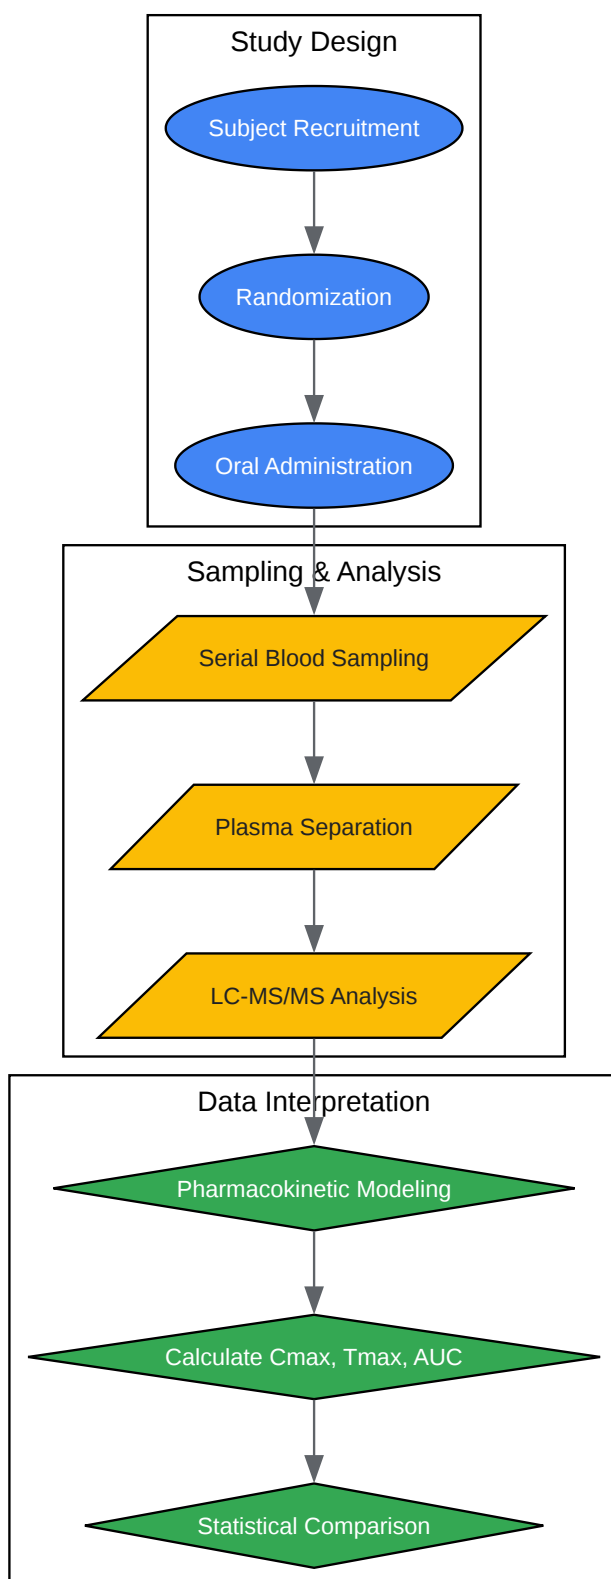 Study Design
Subject Recruitment
Randomization
Oral Administration
Sampling & Analysis
Serial Blood Sampling
Plasma Separation
LC-MS/MS Analysis
Data Interpretation
Pharmacokinetic Modeling
Calculate Cmax, Tmax, AUC
Statistical Comparison